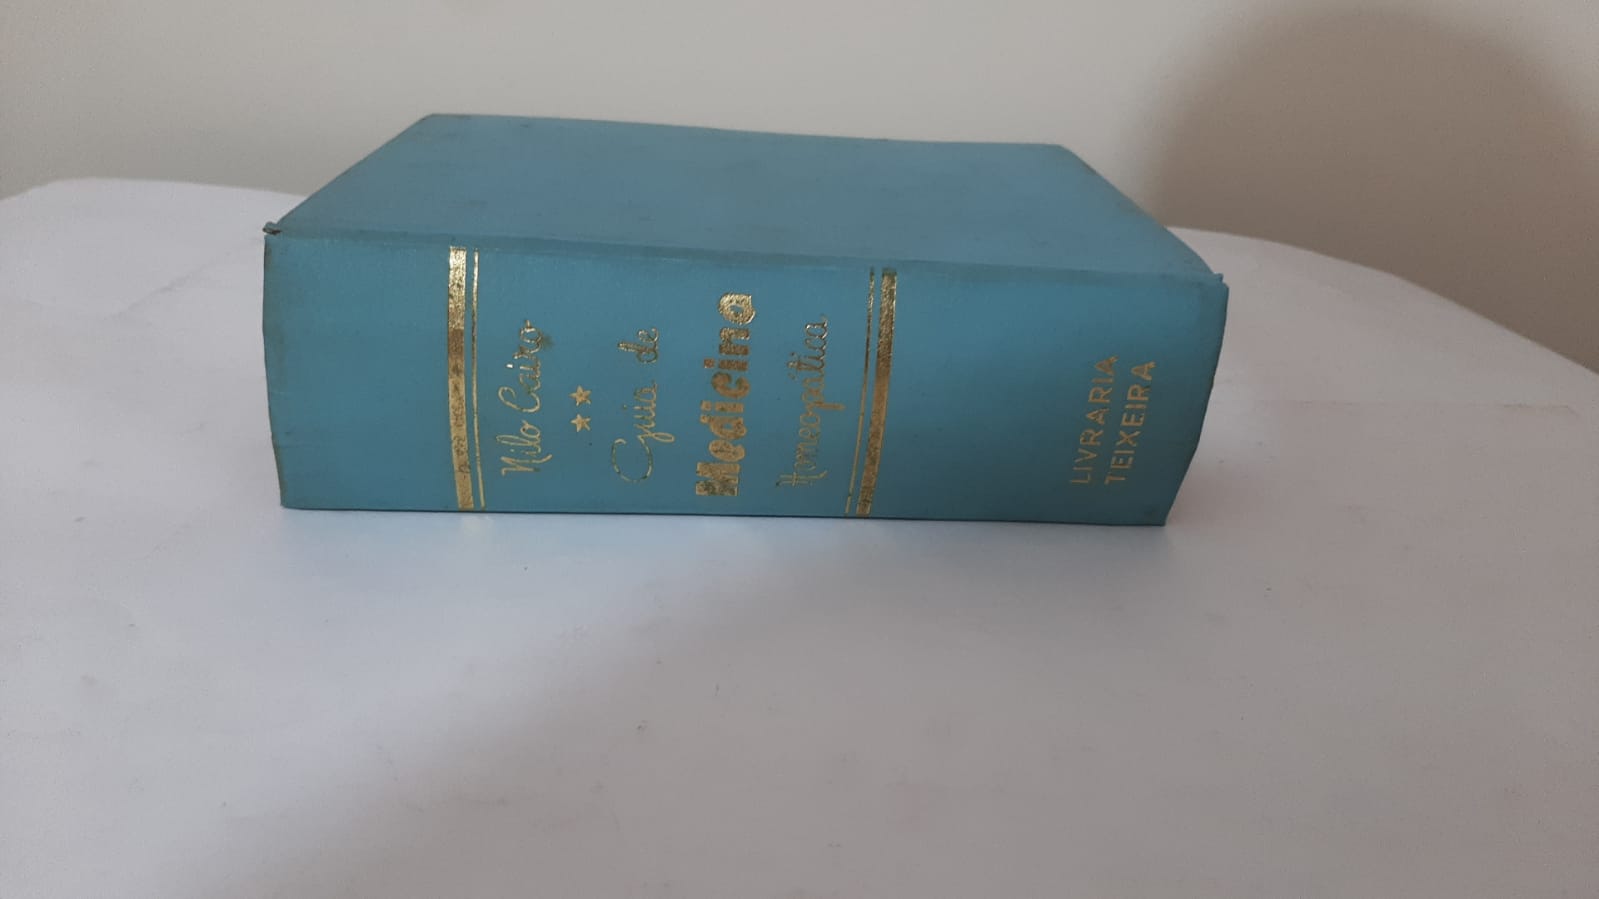 Nilo Cairo
Guia de
Medicina
Homeopática
LIVRARIA
TEIXEIRA